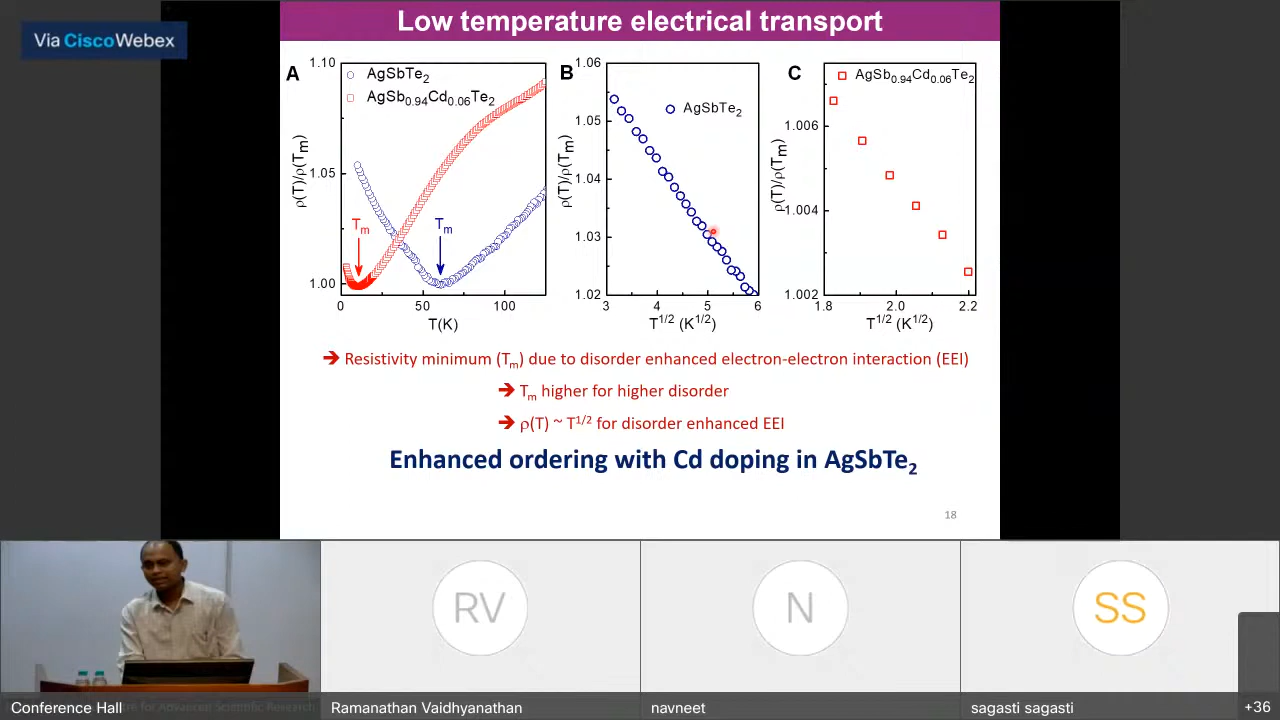 Via Cisco Webex
Low temperature electrical transport
A
AgSbTe2
AgSb0.94Cd0.06Te2
ρ(T)/ρ(Tm)
1.10
1.05
1.00
Tm
Tm
0
50
100
T(K)
B
AgSbTe2
ρ(T)/ρ(Tm)
1.06
1.05
1.04
1.03
1.02
3
4
5
6
T1/2 (K1/2)
C
AgSb0.94Cd0.06Te2
ρ(T)/ρ(Tm)
1.006
1.004
1.002
1.8
2.0
2.2
T1/2 (K1/2)
➔ Resistivity minimum (Tm) due to disorder enhanced electron-electron interaction (EEI)
➔ Tm higher for higher disorder
➔ ρ(T) ~ T1/2 for disorder enhanced EEI
Enhanced ordering with Cd doping in AgSbTe2
18
RV
N
SS
Conference Hall
Ramanathan Vaidhyanathan
navneet
sagasti sagasti
+36